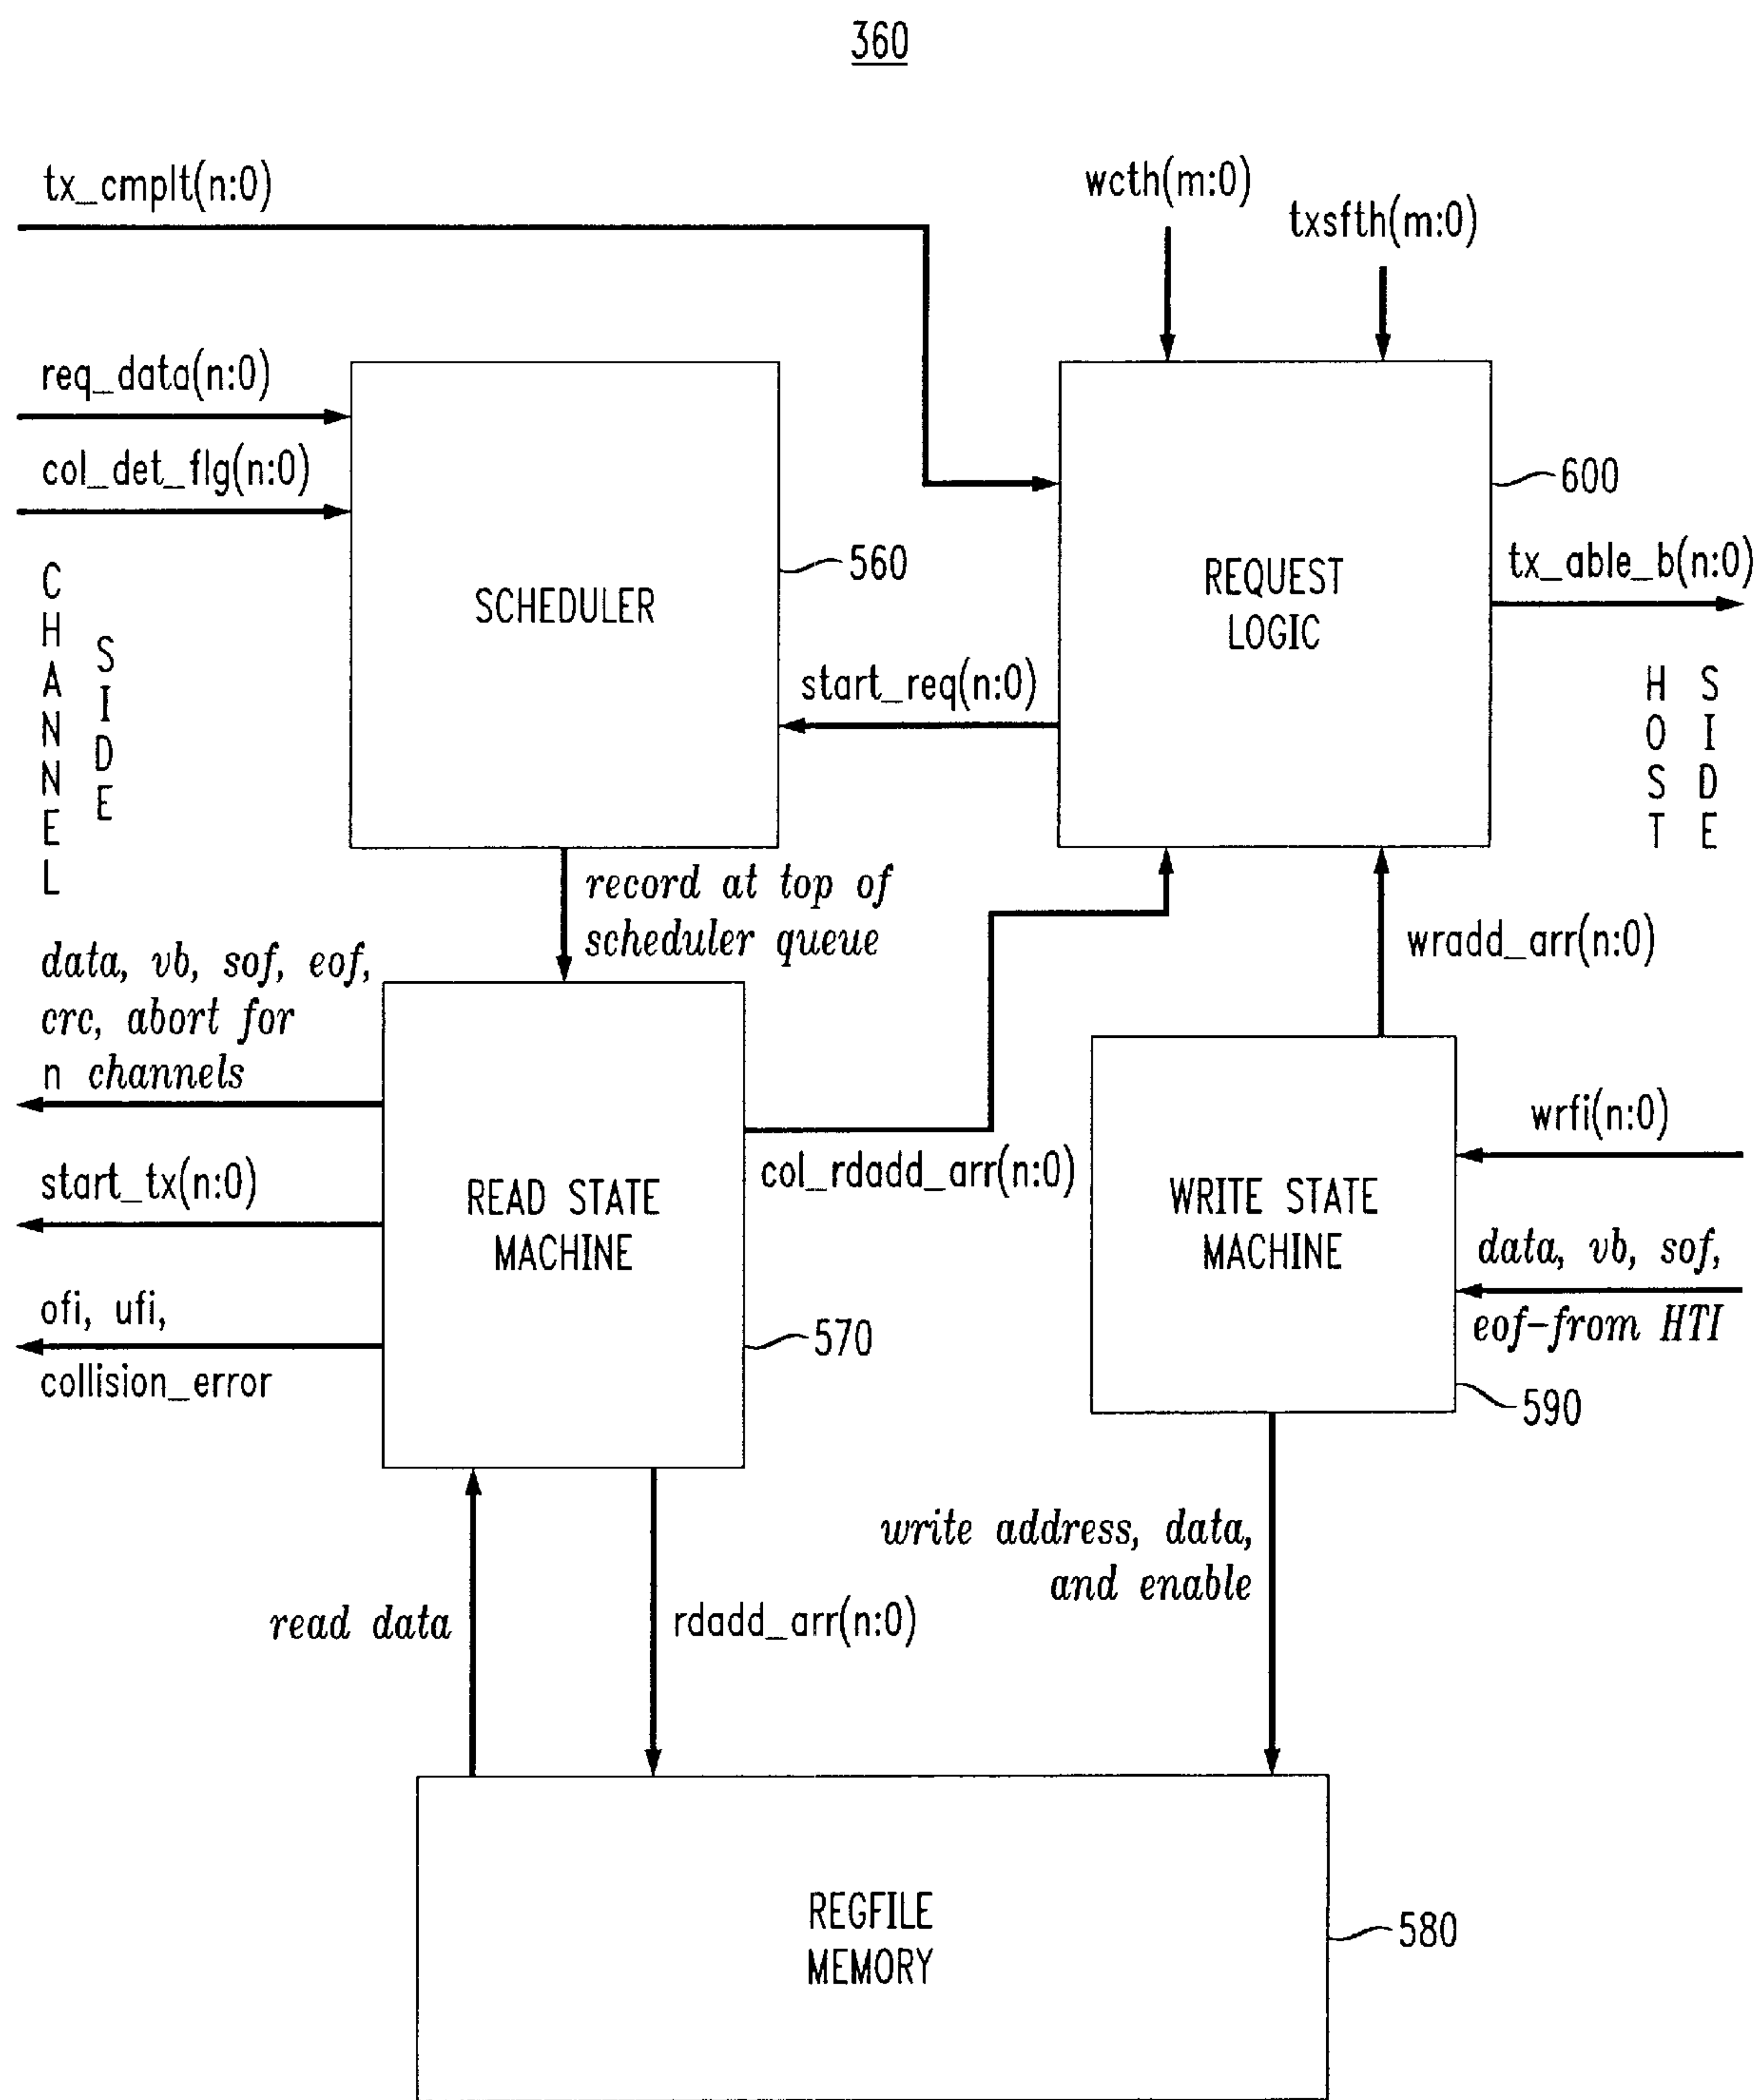 360
tx_cmplt(n:0)
wcth(m:0)
txsfth(m:0)
req_data(n:0)
col_det_flg(n:0)
600
560
tx_able_b(n:0)
SCHEDULER
REQUEST
LOGIC
CHANNEL
SIDE
start_req(n:0)
HOST
SIDE
record at top of
scheduler queue
wradd_arr(n:0)
data, vb, sof, eof,
crc, abort for
n channels
wrfi(n:0)
col_rdadd_arr(n:0)
start_tx(n:0)
READ STATE
MACHINE
WRITE STATE
MACHINE
data, vb, sof,
eof-from HTI
ofi, ufi,
collision_error
570
590
write address, data,
and enable
read data
rdadd_arr(n:0)
REGFILE
MEMORY
580